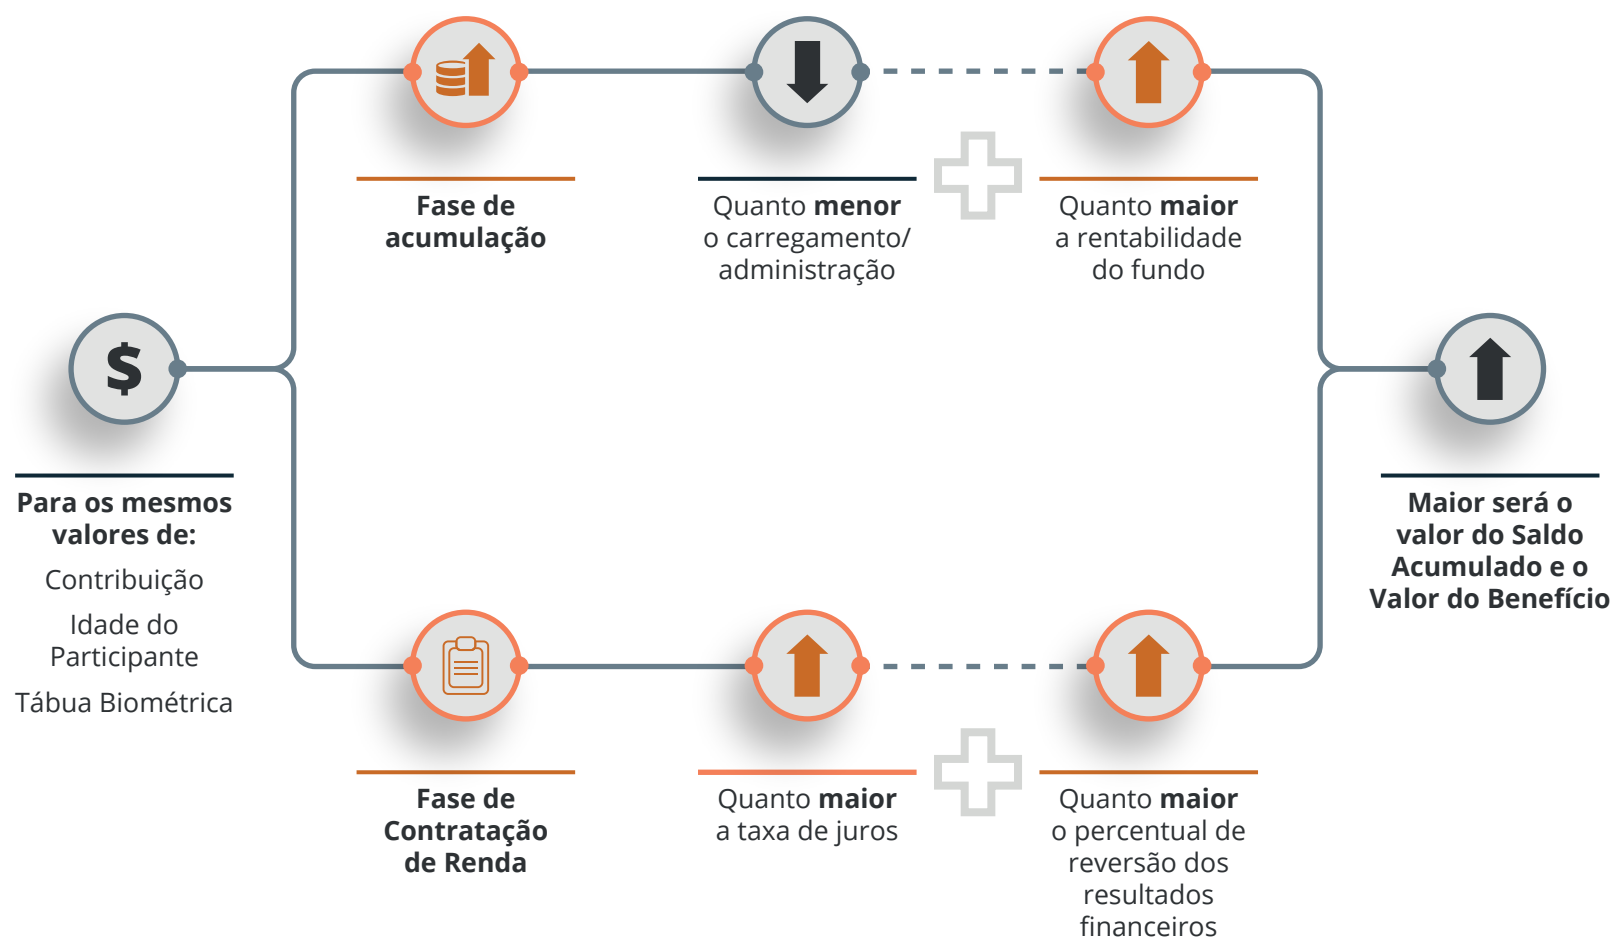 $
Para os mesmos
valores de:
Contribuição
Idade do
Participante
Tábua Biométrica
Fase de
acumulação
Quanto menor
o carregamento/
administração
Quanto maior
a rentabilidade
do fundo
Fase de
Contratação
de Renda
Quanto maior
a taxa de juros
Quanto maior
o percentual de
reversão dos
resultados
financeiros
Maior será o
valor do Saldo
Acumulado e o
Valor do Benefício